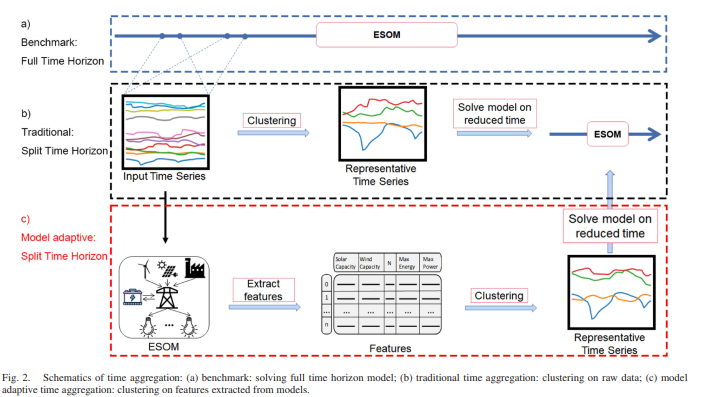 a)
Benchmark:
Full Time Horizon
ESOM
b)
Traditional:
Split Time Horizon
Input Time Series
Clustering
Representative
Time Series
Solve model on
reduced time
ESOM
c)
Model adaptive:
Split Time Horizon
ESOM
Extract
features
Solar Wind N Max Max
Capacity Capacity Energy Power
0
1
...
n
... ... ... ... ...
Features
Clustering
Solve model on
reduced time
Representative
Time Series
Fig. 2. Schematics of time aggregation: (a) benchmark: solving full time horizon model; (b) traditional time aggregation: clustering on raw data; (c) model
adaptive time aggregation: clustering on features extracted from models.